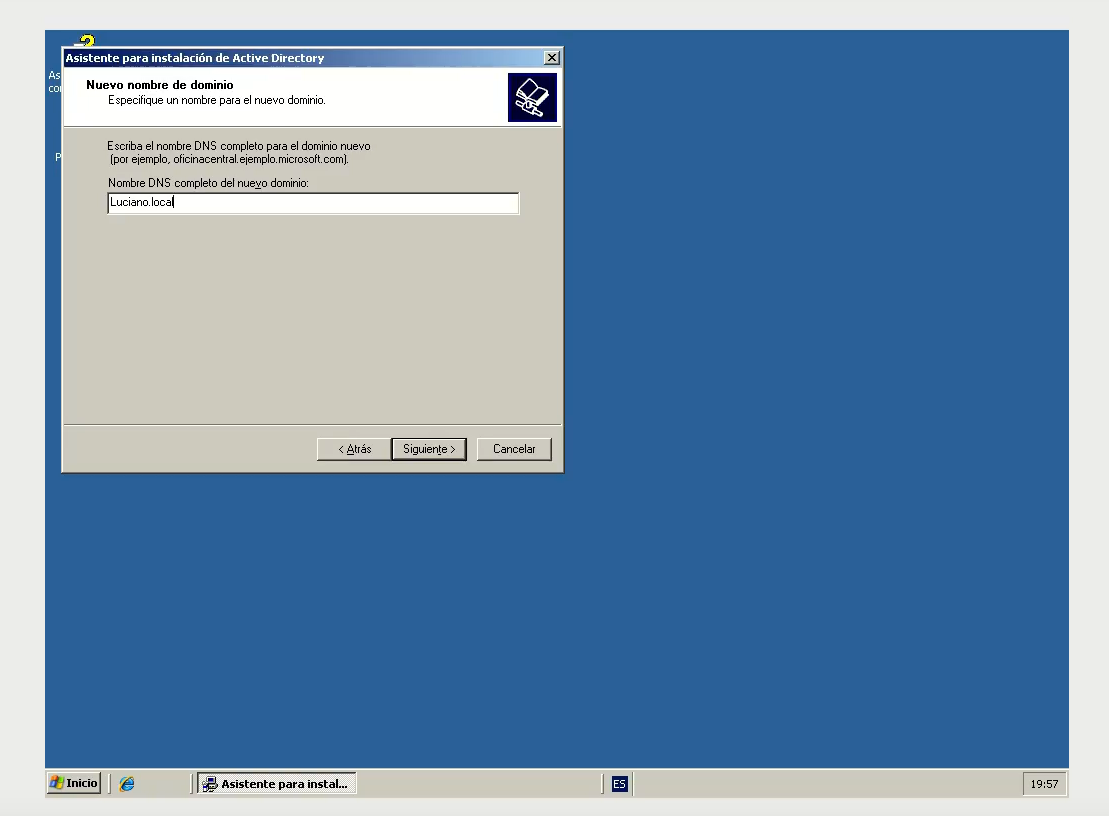 Asistente para instalación de Active Directory
Nuevo nombre de dominio
Especifique un nombre para el nuevo dominio.
Escriba el nombre DNS completo para el dominio nuevo
(por ejemplo, oficinacentral.ejemplo.microsoft.com).
Nombre DNS completo del nuevo dominio:
Luciano.local
< Atrás
Siguiente >
Cancelar
Inicio
Asistente para instal...
ES
19:57